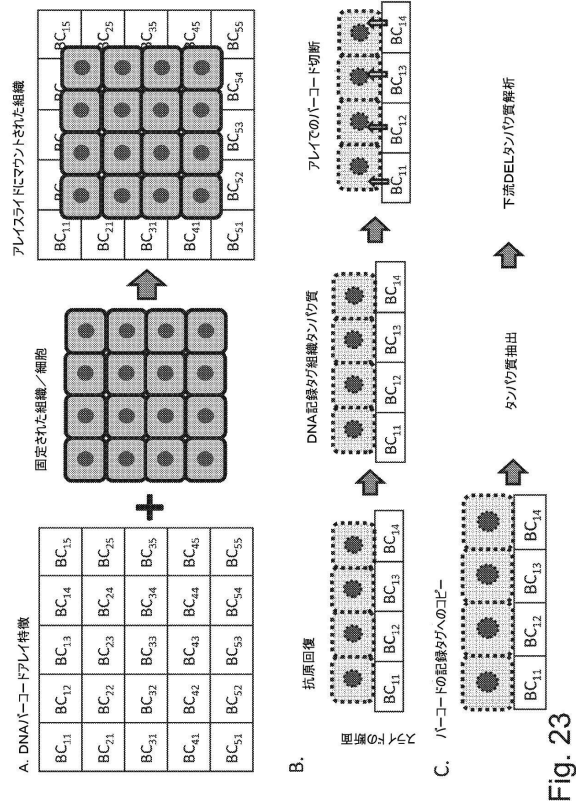 A. DNAバーコードアレイ特徴
BC11 BC12 BC13 BC14 BC15
BC21 BC22 BC23 BC24 BC25
BC31 BC32 BC33 BC34 BC35
BC41 BC42 BC43 BC44 BC45
BC51 BC52 BC53 BC54 BC55
+
固定された組織/細胞
アレイスライドにマウントされた組織
BC11 BC15
BC21 BC25
BC31 BC35
BC41 BC45
BC51 BC52 BC53 BC54 BC55
B.
スライドの断面
抗原回復
BC11 BC12 BC13 BC14
DNA記録タグ組織タンパク質
BC11 BC12 BC13 BC14
アレイでのバーコード切断
BC11 BC12 BC13 BC14
C.
バーコードの記録タグへのコピー
BC11 BC12 BC13 BC14
タンパク質抽出
下流DELタンパク質解析
Fig. 23